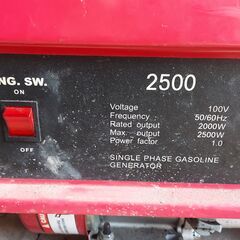 NG. SW.
ON
OFF
2500
Voltage 100V
Frequency 50/60Hz
Rated output 2000W
Max. output 2500W
Power factor 1.0
SINGLE PHASE GASOLINE
GENERATOR